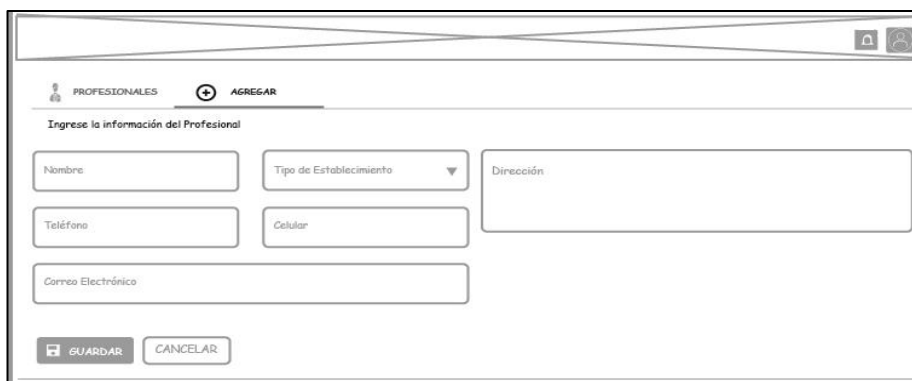 PROFESIONALES
AGREGAR
Ingrese la información del Profesional
Nombre
Tipo de Establecimiento
Dirección
Teléfono
Celular
Correo Electrónico
GUARDAR
CANCELAR